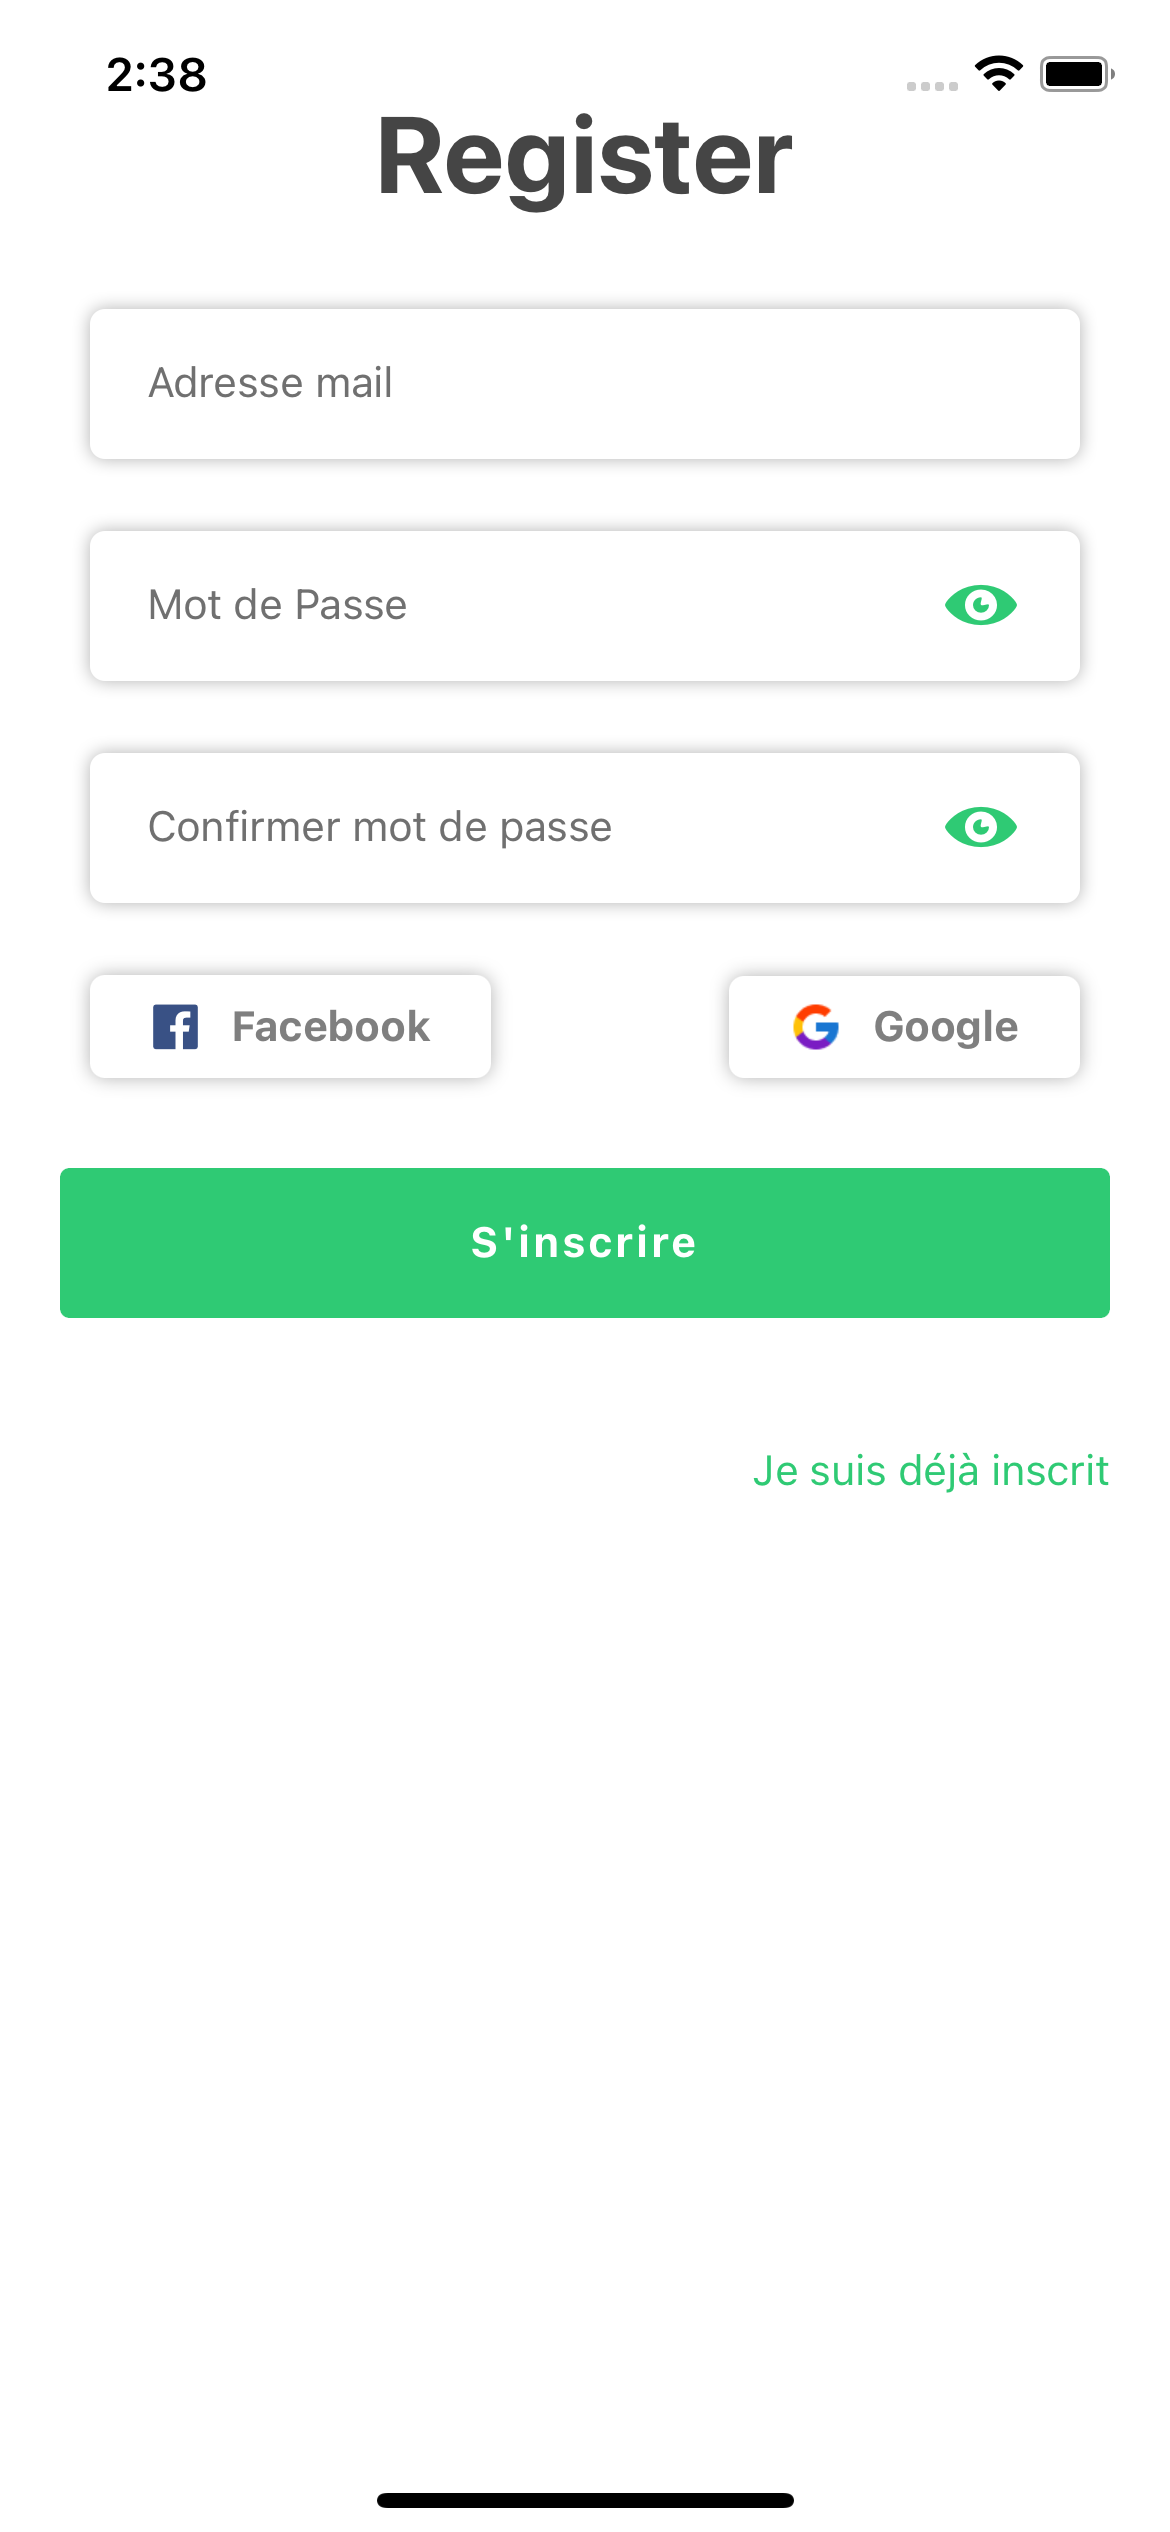 2:38
Register
Adresse mail
Mot de Passe
Confirmer mot de passe
Facebook
Google
S'inscrire
Je suis déjà inscrit